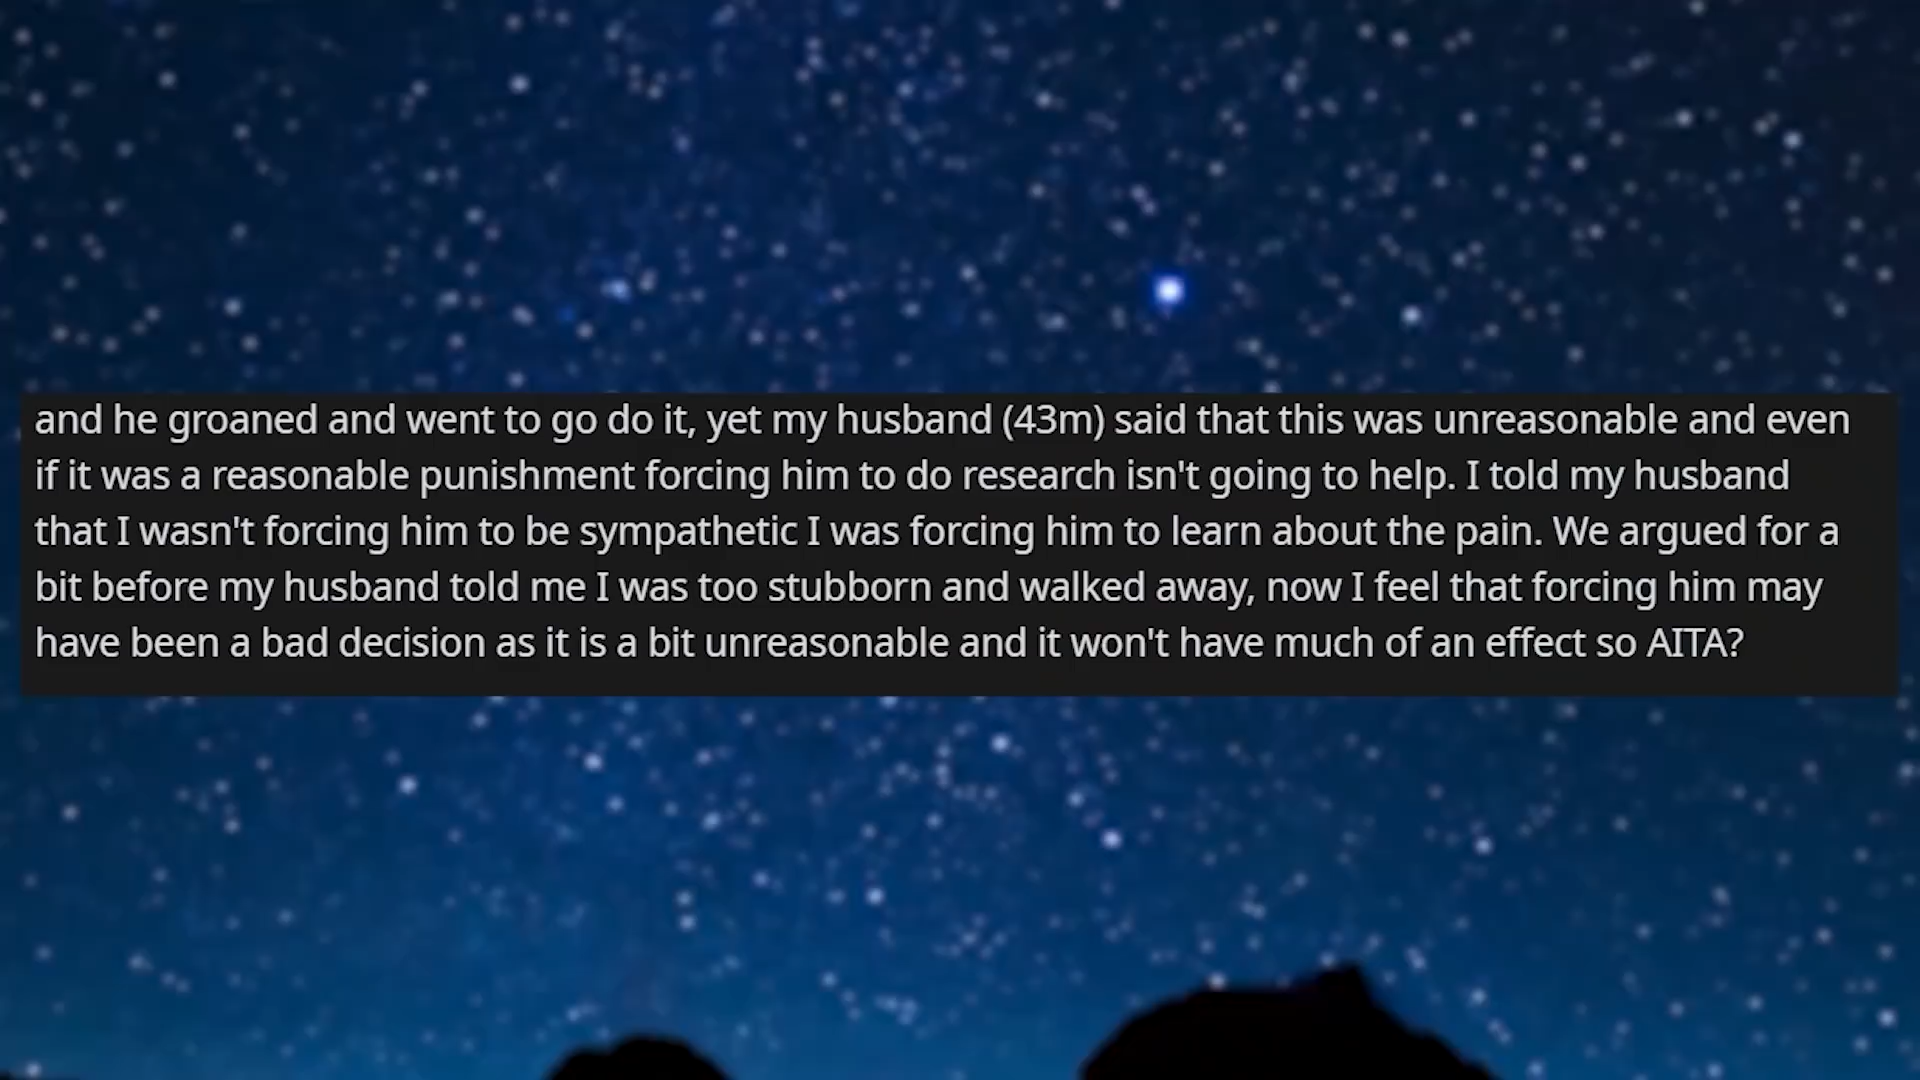 and he groaned and went to go do it, yet my husband (43m) said that this was unreasonable and even
if it was a reasonable punishment forcing him to do research isn't going to help. I told my husband
that I wasn't forcing him to be sympathetic I was forcing him to learn about the pain. We argued for a
bit before my husband told me I was too stubborn and walked away, now I feel that forcing him may
have been a bad decision as it is a bit unreasonable and it won't have much of an effect so AITA?